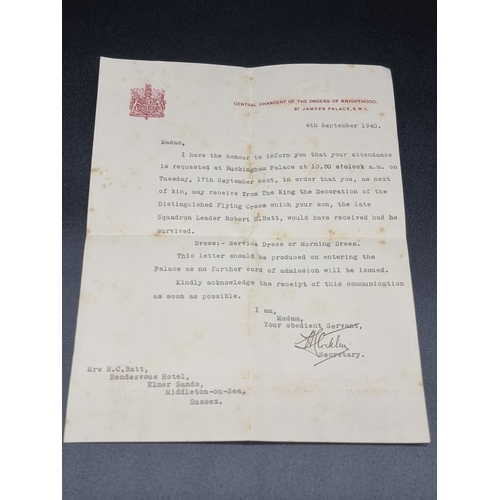 CENTRAL CHANCERY OF THE ORDERS OF KNIGHTHOOD,
ST JAMES'S PALACE, S.W.1.
4th September 1940.
Madam,
I have the honour to inform you that your attendance
is requested at Buckingham Palace at 10.30 o'clock a.m. on
Tuesday, 17th September next, in order that you, as next
of kin, may receive from The King the Decoration of the
Distinguished Flying Cross which your son, the late
Squadron Leader Robert Batt, would have received had he
survived.
Dress:- Service Dress or Morning Dress.
This letter should be produced on entering the
Palace as no further card of admission will be issued.
Kindly acknowledge the receipt of this communication
as soon as possible.
I am,
Madam,
Your obedient Servant,
Secretary.
Mrs H.C.Batt,
Rendezvous Hotel,
Elmer Sands,
Middleton-on-Sea,
Sussex.